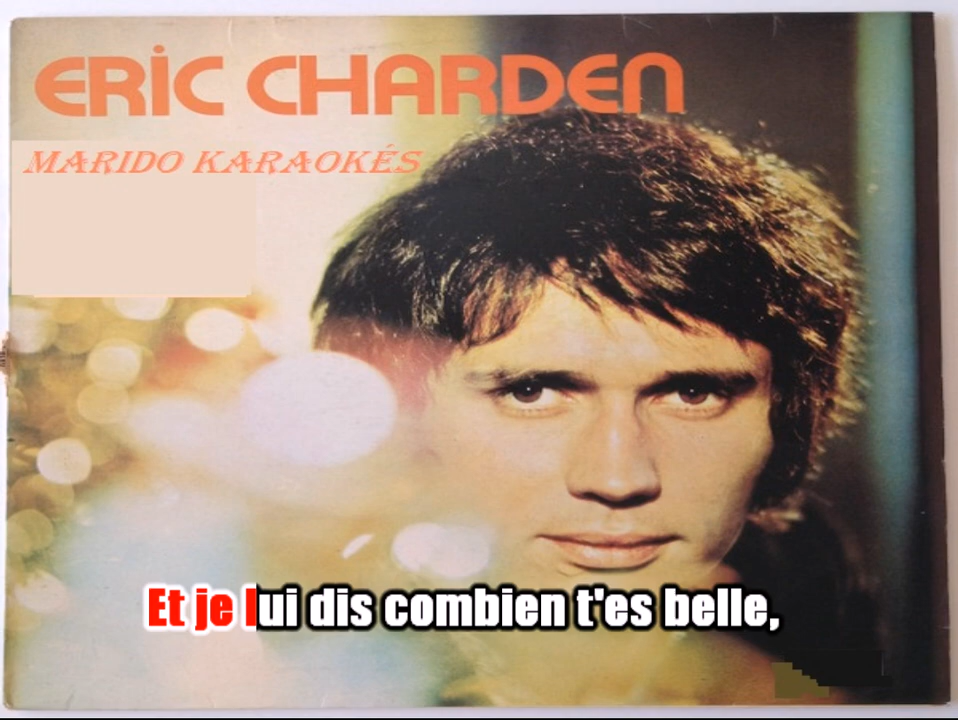 ERIC CHARDEN
MARIDO KARAOKÉS
Et je lui dis combien t'es belle,